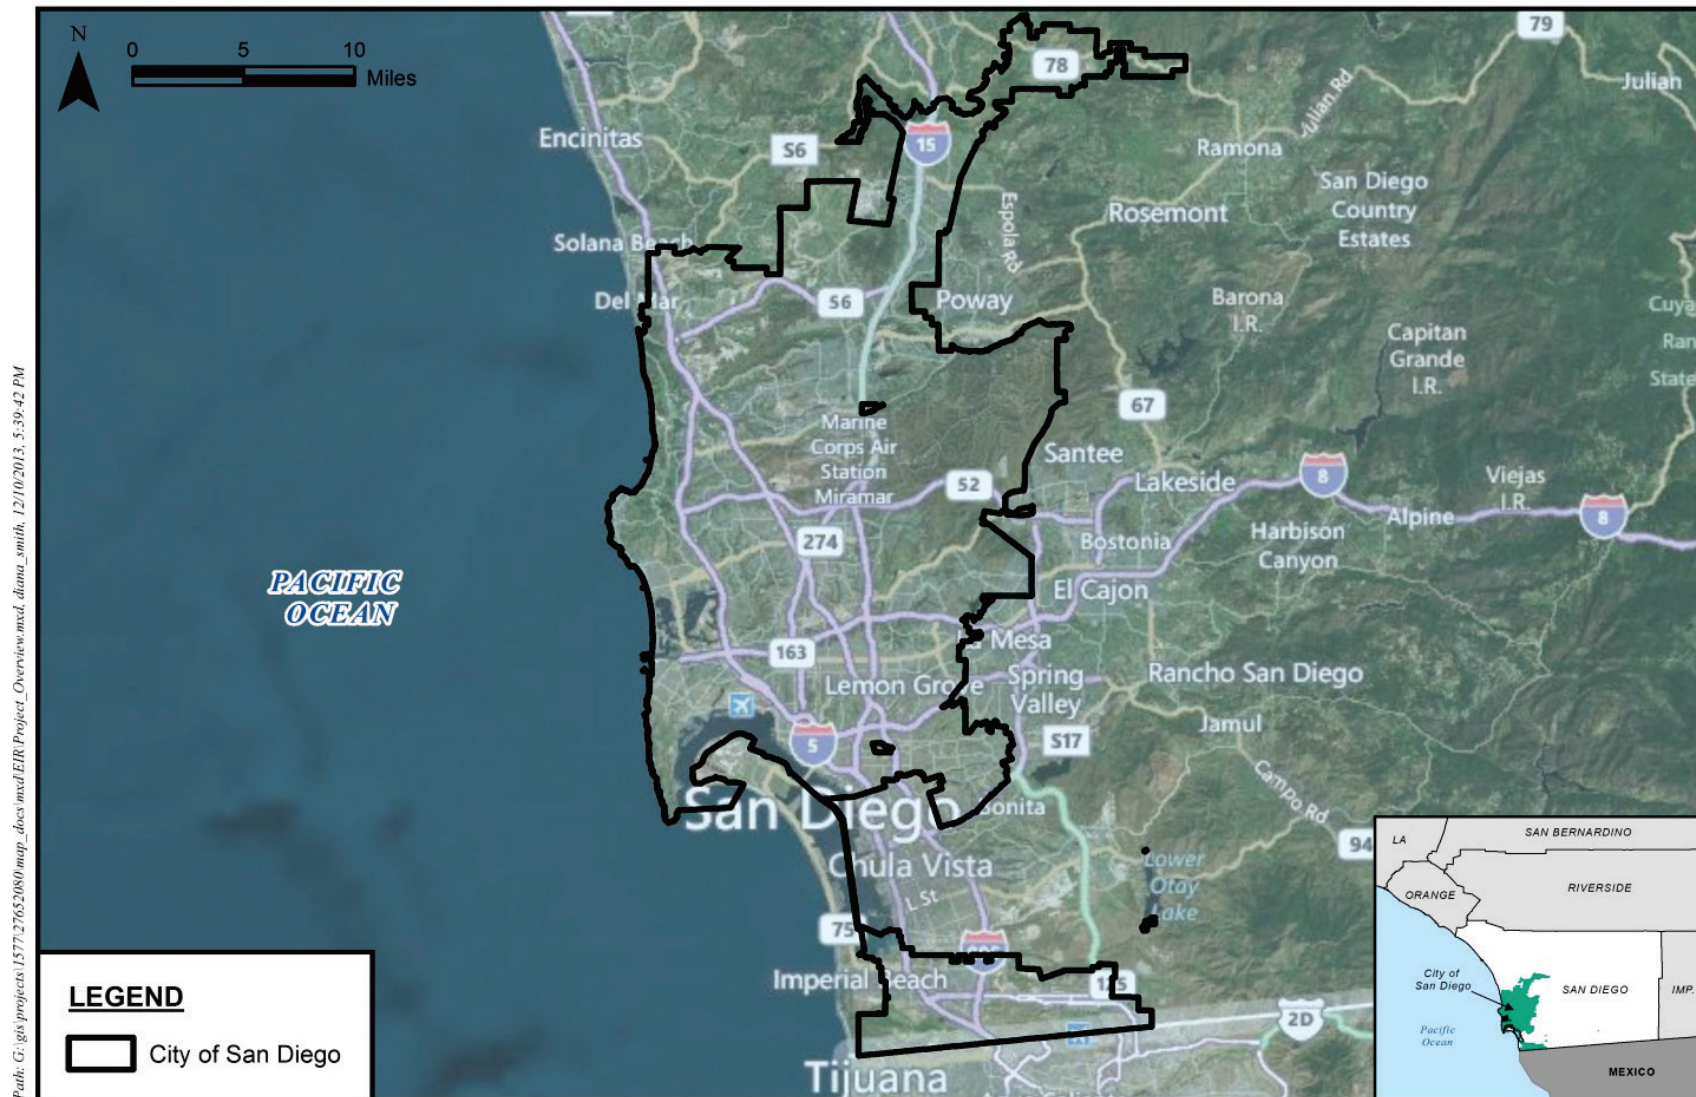 N
0 5 10
Miles
79
78
Julian
Julian Rd
Encinitas
S6
15
Ramona
San Diego
Country
Estates
Rosemont
Espola Rd
Solana Beach
Del Mar
56
Poway
Barona
I.R.
Capitan
Grande
I.R.
67
Marine
Corps Air
Station
Miramar
Santee
52
Lakeside
8
Viejas
I.R.
8
Alpine
274
Bostonia
Harbison
Canyon
El Cajon
PACIFIC
OCEAN
163
Mesa
Lemon Grove
Spring
Valley
Rancho San Diego
Jamul
5
S17
Campo Rd
San Diego
Bonita
94
Chula Vista
L St
Lower
Otay
Lake
75
Imperial Beach
125
2D
Tijuana
LEGEND
City of San Diego
LA
SAN BERNARDINO
ORANGE
RIVERSIDE
City of
San Diego
SAN DIEGO
IMP.
Pacific
Ocean
MEXICO
Path: G:\gis\projects\1577\27652080\map_docs\mxd\EIR\Project_Overview.mxd, diana_smith, 12/10/2013, 5:39:42 PM